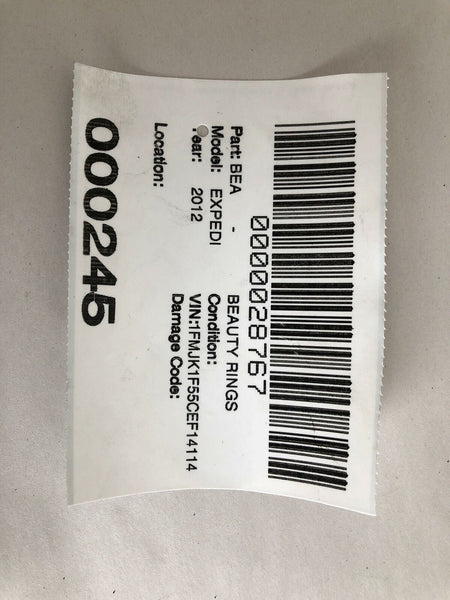 0000028767
Part: BEA - BEAUTY RINGS
Model: EXPEDI Condition:
Year: 2012 VIN:1FMJK1F55CEF14114
Damage Code:
Location:
000245